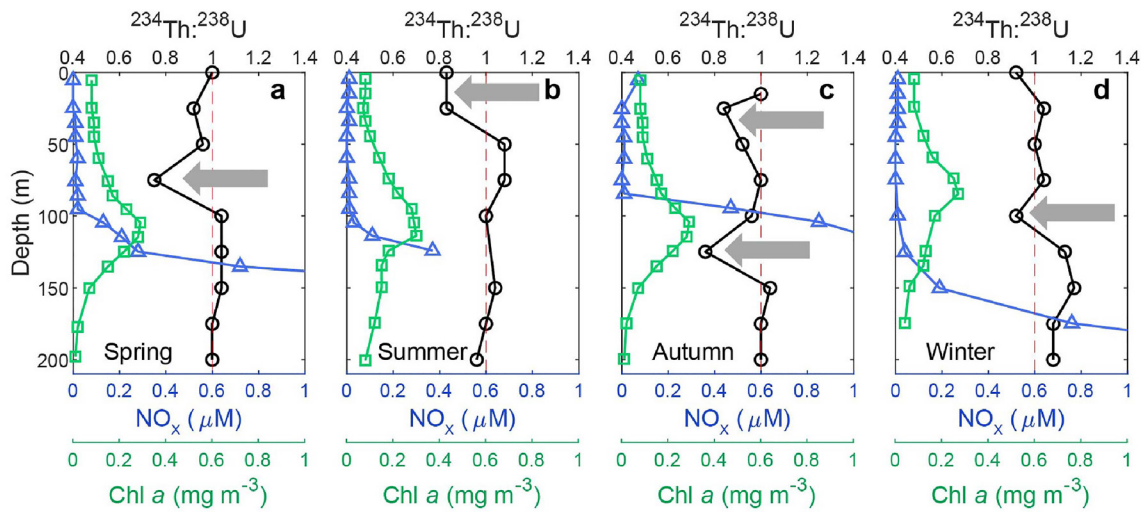 ²³⁴Th:²³⁸U ²³⁴Th:²³⁸U ²³⁴Th:²³⁸U ²³⁴Th:²³⁸U
0.4 0.6 0.8 1 1.2 1.4 0.4 0.6 0.8 1 1.2 1.4 0.4 0.6 0.8 1 1.2 1.4 0.4 0.6 0.8 1 1.2 1.4
0
a b c d
50
100
Depth (m)
150
Spring Summer Autumn Winter
200
0 0.2 0.4 0.6 0.8 1 0 0.2 0.4 0.6 0.8 1 0 0.2 0.4 0.6 0.8 1 0 0.2 0.4 0.6 0.8 1
NOₓ (μM) NOₓ (μM) NOₓ (μM) NOₓ (μM)
0 0.2 0.4 0.6 0.8 1 0 0.2 0.4 0.6 0.8 1 0 0.2 0.4 0.6 0.8 1 0 0.2 0.4 0.6 0.8 1
Chl a (mg m⁻³) Chl a (mg m⁻³) Chl a (mg m⁻³) Chl a (mg m⁻³)